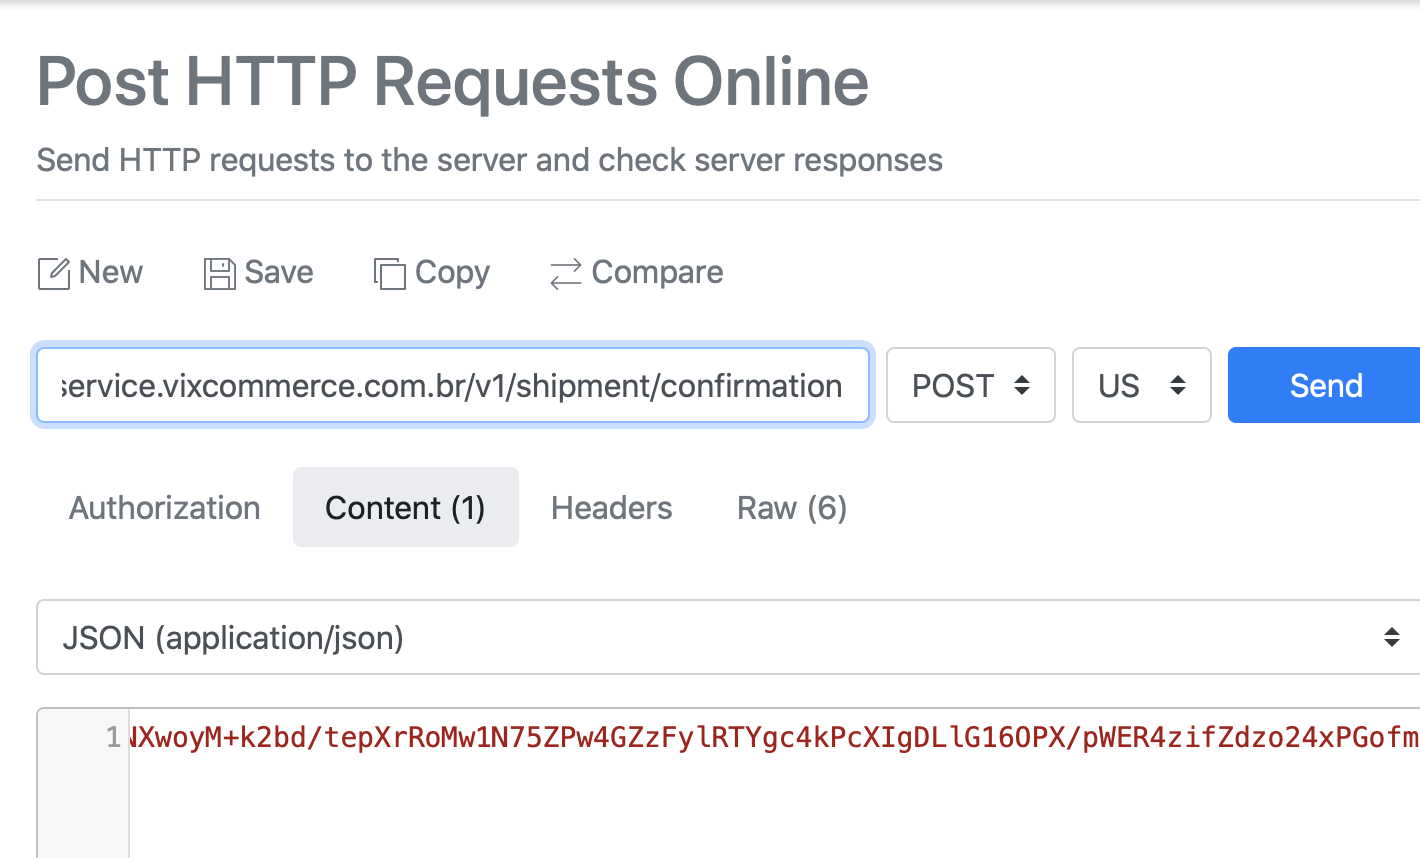 Post HTTP Requests Online
Send HTTP requests to the server and check server responses
New Save Copy Compare
service.vixcommerce.com.br/v1/shipment/confirmation POST US Send
Authorization Content (1) Headers Raw (6)
JSON (application/json)
1 NXwoyM+k2bd/tepXrRoMw1N75ZPw4GZzFylRTYgc4kPcXIgDLlG16OPX/pWER4zifZdzo24xPGofm